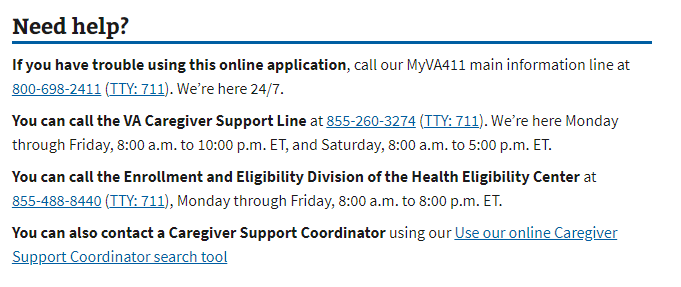 Need help?
If you have trouble using this online application, call our MyVA411 main information line at
800-698-2411 (TTY: 711). We’re here 24/7.
You can call the VA Caregiver Support Line at 855-260-3274 (TTY: 711). We’re here Monday
through Friday, 8:00 a.m. to 10:00 p.m. ET, and Saturday, 8:00 a.m. to 5:00 p.m. ET.
You can call the Enrollment and Eligibility Division of the Health Eligibility Center at
855-488-8440 (TTY: 711), Monday through Friday, 8:00 a.m. to 8:00 p.m. ET.
You can also contact a Caregiver Support Coordinator using our Use our online Caregiver
Support Coordinator search tool